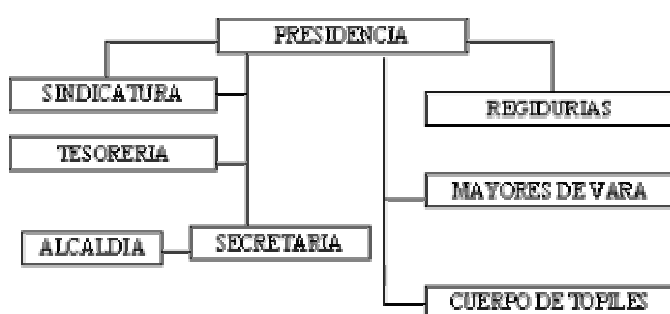 PRESIDENCIA
SINDICATURA
REGIDURIAS
TESORERIA
MAYORES DE VARA
ALCALDIA
SECRETARIA
CUERPO DE TOPILES